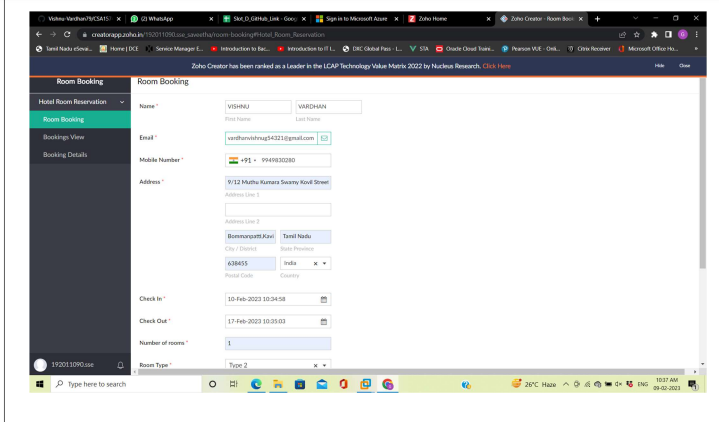 Vishnu-Vardhan79/CSA157
(2) WhatsApp
Slot_D_GitHub_Link - Goog
Sign in to Microsoft Azure
Zoho Home
Zoho Creator - Room Book
creatorapp.zoho.in/192011090.sse_saveetha/room-booking#Hotel_Room_Reservation
Tamil Nadu eSevai...
Home | DCE
Service Manager E...
Introduction to Bac...
Introduction to IT I...
DXC Global Pass - L...
STA
Oracle Cloud Traini...
Pearson VUE - Onli...
Citrix Receiver
Microsoft Office Ho...
Zoho Creator has been ranked as a Leader in the LCAP Technology Value Matrix 2022 by Nucleus Research. Click Here
Hide
Close
Room Booking
Room Booking
Hotel Room Reservation
Room Booking
Bookings View
Booking Details
Name *
VISHNU
VARDHAN
First Name
Last Name
Email *
vardhanvishnug54321@gmail.com
Mobile Number *
+91
9949830280
Address *
9/12 Muthu Kumara Swamy Kovil Street
Address Line 1
Address Line 2
Bommanpatti,Kavi
Tamil Nadu
City / District
State Province
638455
India
Postal Code
Country
Check In *
10-Feb-2023 10:34:58
Check Out *
17-Feb-2023 10:35:03
Number of rooms *
1
Room Type *
Type 2
192011090.sse
Type here to search
26°C Haze
ENG
10:37 AM
09-02-2023